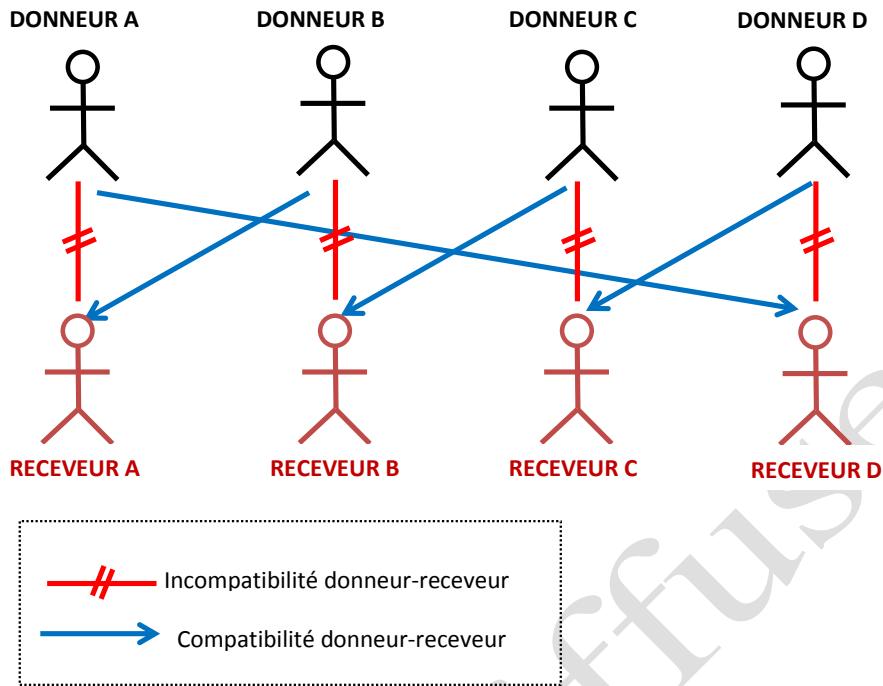 DONNEUR A DONNEUR B DONNEUR C DONNEUR D
RECEVEUR A RECEVEUR B RECEVEUR C RECEVEUR D
Incompatibilité donneur-receveur
Compatibilité donneur-receveur